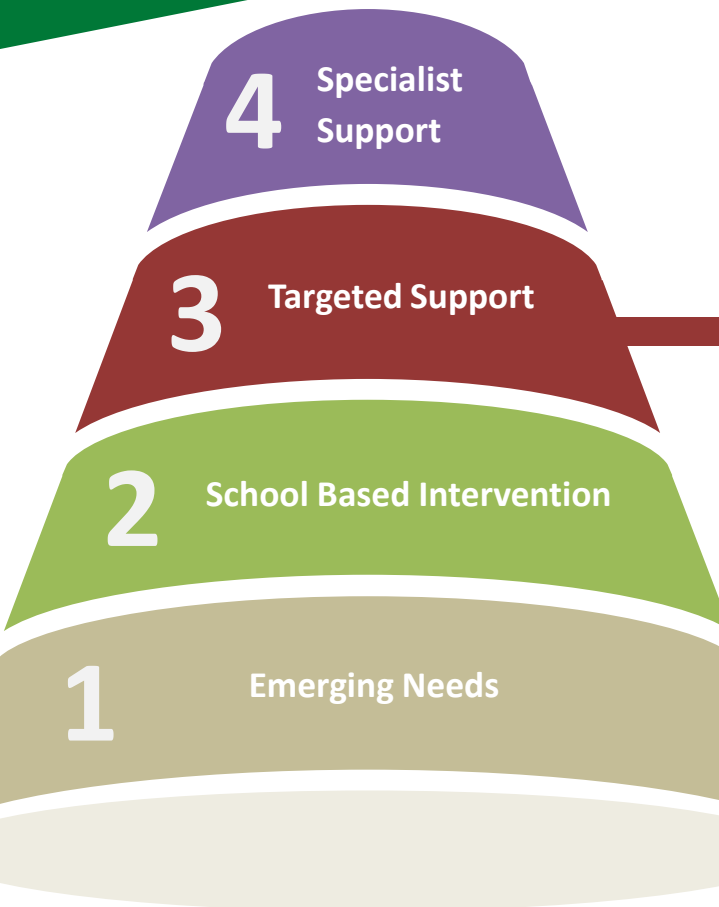 4
Specialist
Support
3
Targeted Support
2
School Based Intervention
1
Emerging Needs